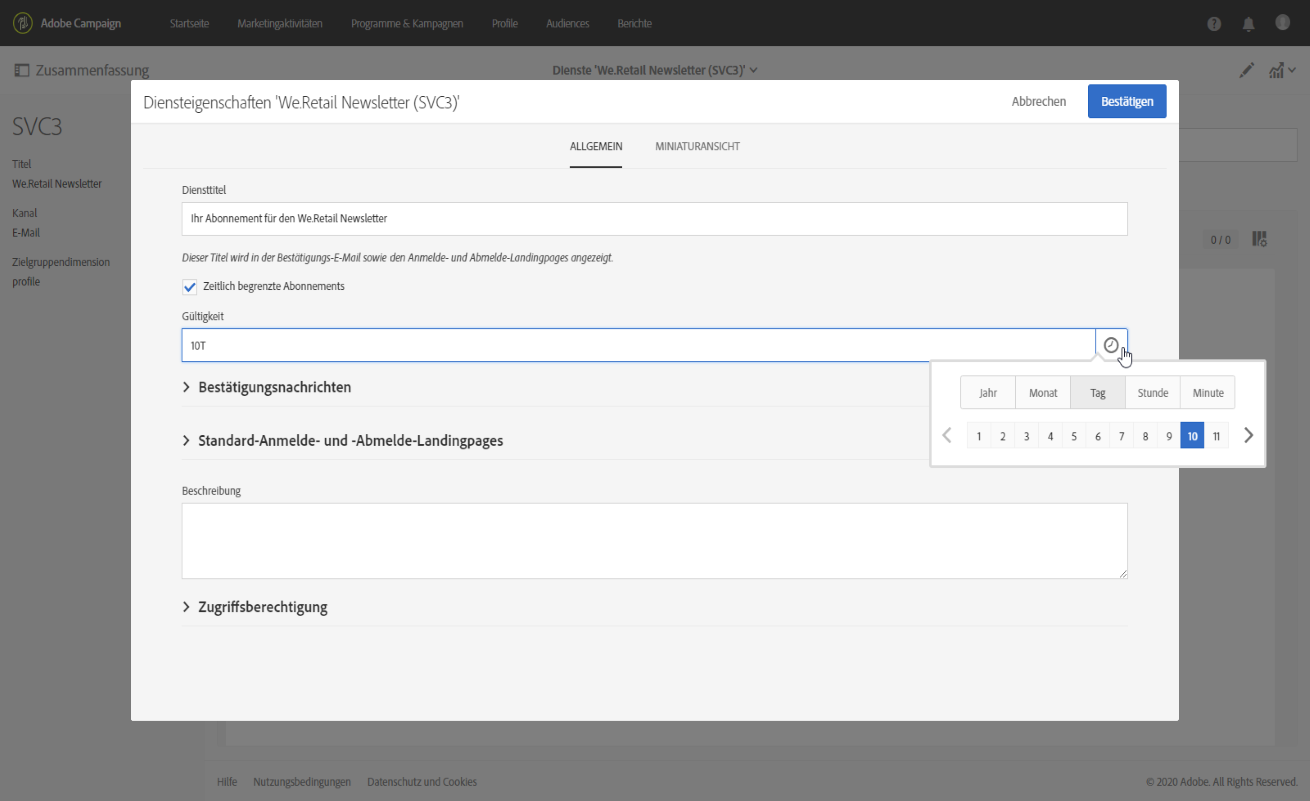 Adobe Campaign Startseite Marketingaktivitäten Programme & Kampagnen Profile Audiences Berichte
Zusammenfassung Dienste 'We.Retail Newsletter (SVC3)'
Diensteigenschaften 'We.Retail Newsletter (SVC3)' Abbrechen Bestätigen
SVC3
ALLGEMEIN MINIATURANSICHT
Titel
We.Retail Newsletter
Kanal
E-Mail
Zielgruppendimension
profile
Diensttitel
Ihr Abonnement für den We.Retail Newsletter
0 / 0
Dieser Titel wird in der Bestätigungs-E-Mail sowie den Anmelde- und Abmelde-Landingpages angezeigt.
Zeitlich begrenzte Abonnements
Gültigkeit
10T
Bestätigungsnachrichten
Jahr Monat Tag Stunde Minute
1 2 3 4 5 6 7 8 9 10 11
Standard-Anmelde- und -Abmelde-Landingpages
Beschreibung
Zugriffsberechtigung
Hilfe Nutzungsbedingungen Datenschutz und Cookies © 2020 Adobe. All Rights Reserved.